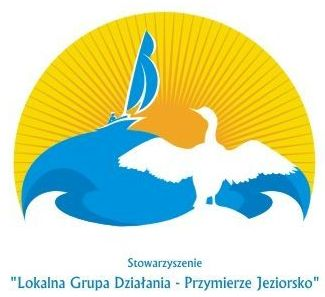 Stowarzyszenie
"Lokalna Grupa Działania - Przymierze Jeziorsko"